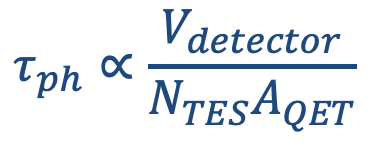 τ_ph ∝ V_detector / N_TES A_QET